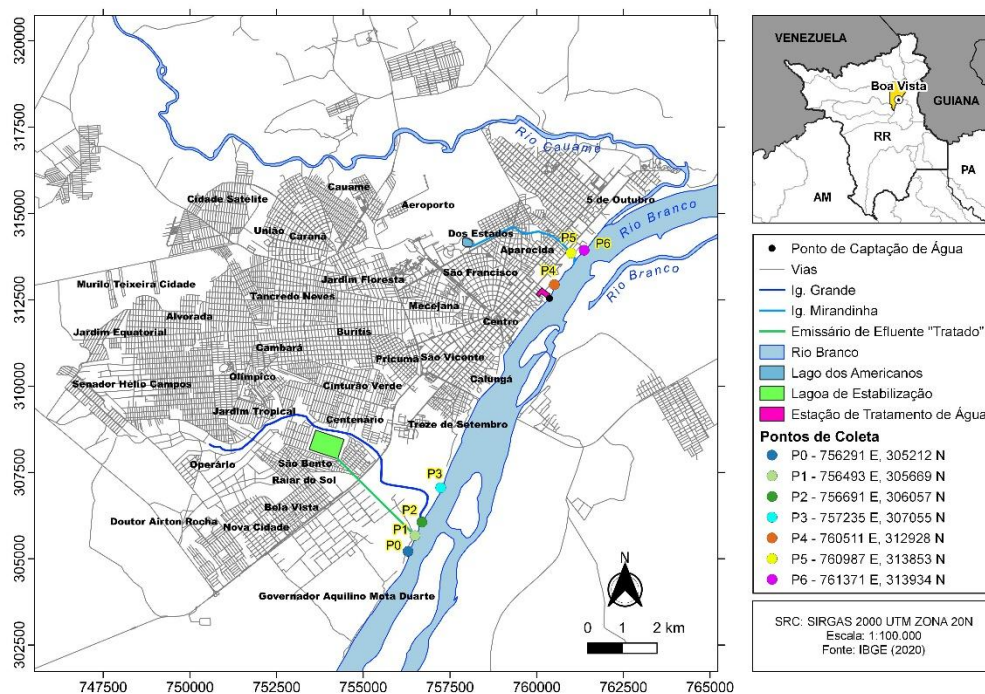 320000
317500
315000
312500
310000
307500
305000
302500
747500
750000
752500
755000
757500
760000
762500
765000
Rio Cauamé
Cauamé
Cidade Satelite
Aeroporto
5 de Outubro
Rio Branco
União
Caranã
Dos Estados
Aparecida
P5
P6
Jardim Floresta
São Francisco
P4
Rio
Branco
Murilo Teixeira Cidade
Tancredo Neves
Mecejana
Centro
Jardim Equatorial
Alvorada
Buritis
Cambará
Pricumã
São Vicente
Senador Hélio Campos
Olímpico
Cinturão Verde
Calungá
Jardim Tropical
Centenário
Treze de Setembro
Operário
São Bento
Raiar do Sol
P3
Bela Vista
Doutor Airton Rocha
Nova Cidade
P2
P1
P0
Governador Aquilino Mota Duarte
N
0 1 2 km
VENEZUELA
Boa Vista
GUIANA
RR
PA
AM
Ponto de Captação de Água
Vias
Ig. Grande
Ig. Mirandinha
Emissário de Efluente "Tratado"
Rio Branco
Lago dos Americanos
Lagoa de Estabilização
Estação de Tratamento de Água
Pontos de Coleta
P0 - 756291 E, 305212 N
P1 - 756493 E, 305669 N
P2 - 756691 E, 306057 N
P3 - 757235 E, 307055 N
P4 - 760511 E, 312928 N
P5 - 760987 E, 313853 N
P6 - 761371 E, 313934 N
SRC: SIRGAS 2000 UTM ZONA 20N
Escala: 1:100.000
Fonte: IBGE (2020)